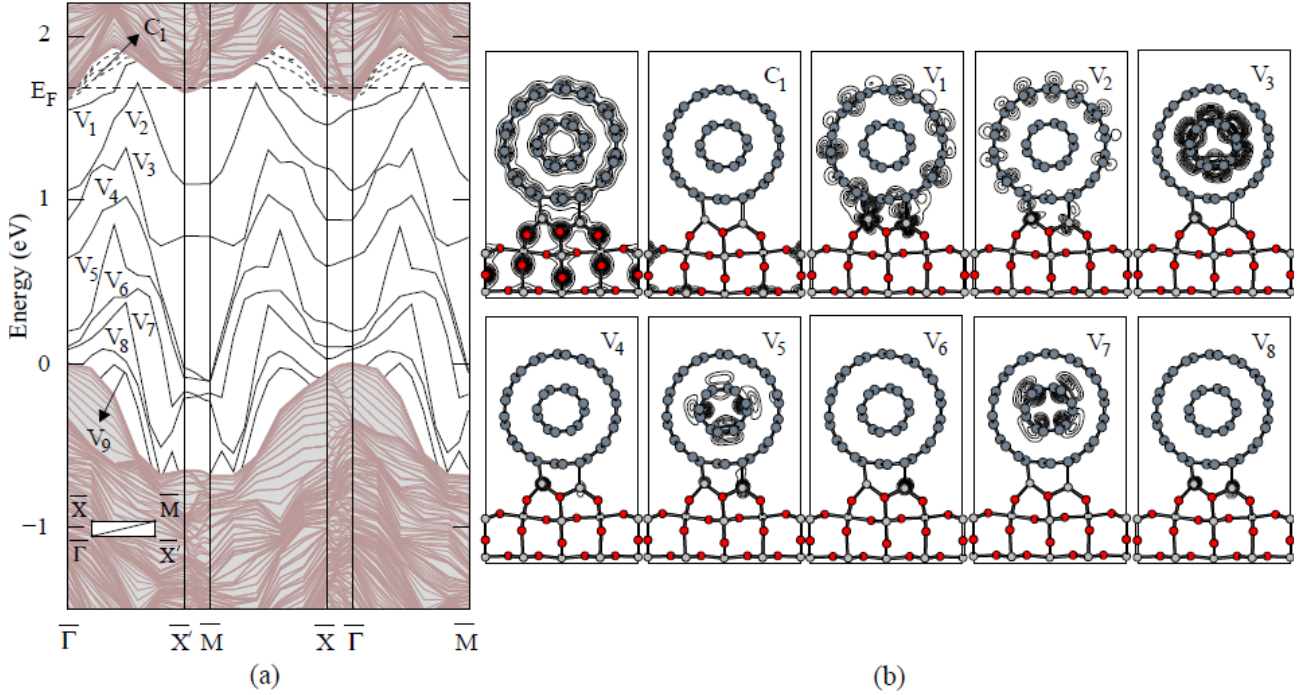 2
C1
EF
V1
V2
V3
1
V4
V5
V6
V7
V8
0
V9
X̄ M̄
Γ̄ X̄′
−1
Energy (eV)
Γ̄ X̄′ M̄ X̄ Γ̄ M̄
(a)
C1 V1 V2 V3
V4 V5 V6 V7 V8
(b)